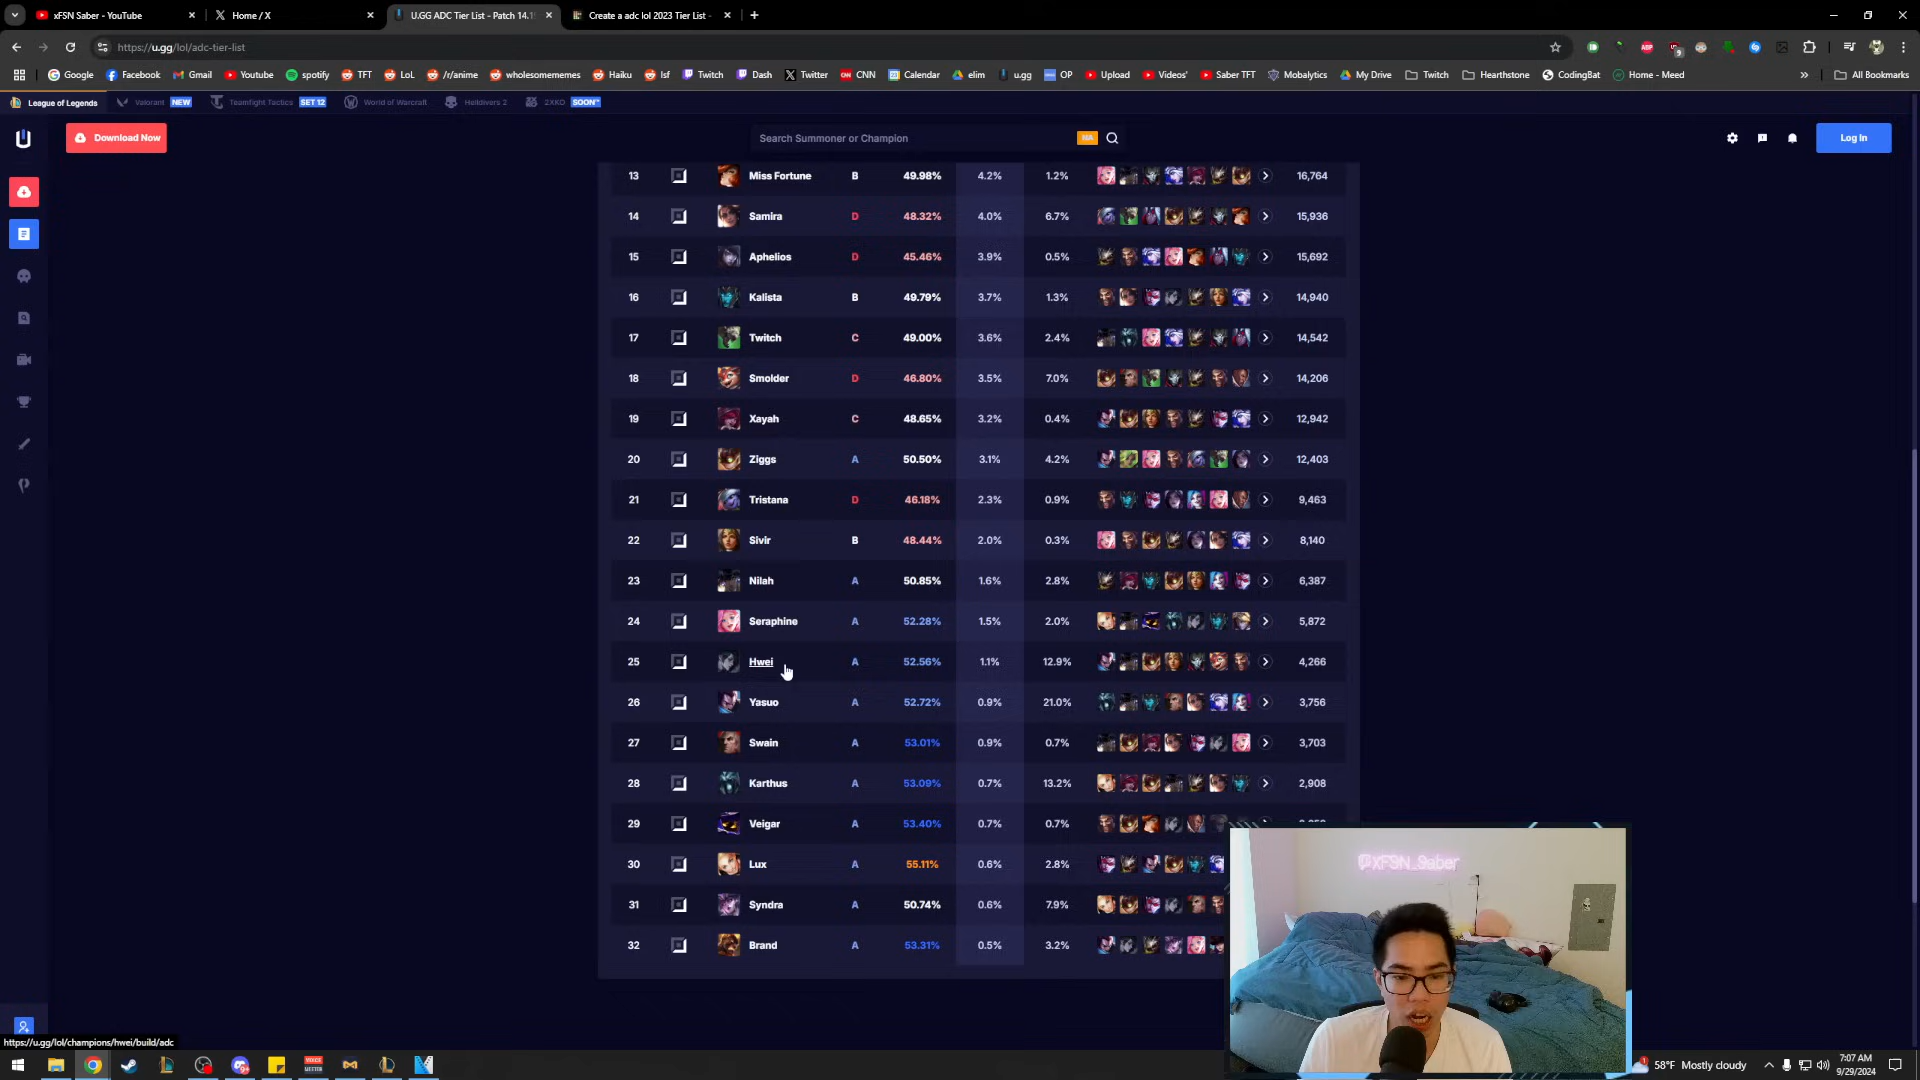 xFSN Saber - YouTube
Home / X
U.GG ADC Tier List - Patch 14.1
Create a adc lol 2023 Tier List -
https://u.gg/lol/adc-tier-list
Google Facebook Gmail Youtube spotify TFT LoL /r/anime wholesomememes Haiku lsf Twitch Dash Twitter CNN Calendar elim u.gg OP Upload Videos' Saber TFT Mobalytics My Drive Twitch Hearthstone CodingBat Home - Meed All Bookmarks
League of Legends Valorant NEW Teamfight Tactics SET 12 World of Warcraft Helldivers 2 2XKO SOON™
Download Now
Search Summoner or Champion
NA
Log In
13 Miss Fortune B 49.98% 4.2% 1.2% 16,764
14 Samira D 48.32% 4.0% 6.7% 15,936
15 Aphelios D 45.46% 3.9% 0.5% 15,692
16 Kalista B 49.79% 3.7% 1.3% 14,940
17 Twitch C 49.00% 3.6% 2.4% 14,542
18 Smolder D 46.80% 3.5% 7.0% 14,206
19 Xayah C 48.65% 3.2% 0.4% 12,942
20 Ziggs A 50.50% 3.1% 4.2% 12,403
21 Tristana D 46.18% 2.3% 0.9% 9,463
22 Sivir B 48.44% 2.0% 0.3% 8,140
23 Nilah A 50.85% 1.6% 2.8% 6,387
24 Seraphine A 52.28% 1.5% 2.0% 5,872
25 Hwei A 52.56% 1.1% 12.9% 4,266
26 Yasuo A 52.72% 0.9% 21.0% 3,756
27 Swain A 53.01% 0.9% 0.7% 3,703
28 Karthus A 53.09% 0.7% 13.2% 2,908
29 Veigar A 53.40% 0.7% 0.7%
30 Lux A 55.11% 0.6% 2.8%
31 Syndra A 50.74% 0.6% 7.9%
32 Brand A 53.31% 0.5% 3.2%
@xFSN_Saber
https://u.gg/lol/champions/hwei/build/adc
58°F Mostly cloudy
7:07 AM
9/29/2024